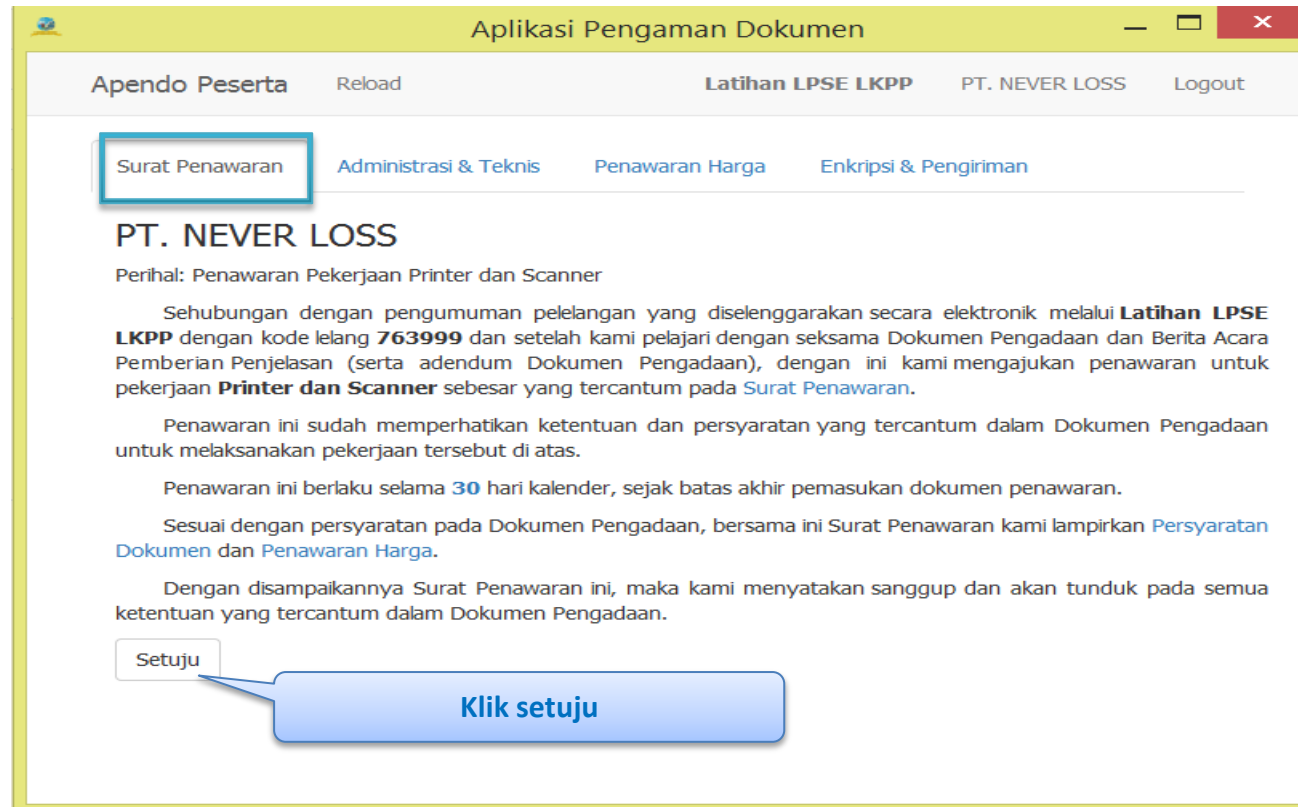 Aplikasi Pengaman Dokumen
Apendo Peserta Reload Latihan LPSE LKPP PT. NEVER LOSS Logout
Surat Penawaran Administrasi & Teknis Penawaran Harga Enkripsi & Pengiriman
PT. NEVER LOSS
Perihal: Penawaran Pekerjaan Printer dan Scanner
Sehubungan dengan pengumuman pelelangan yang diselenggarakan secara elektronik melalui Latihan LPSE
LKPP dengan kode lelang 763999 dan setelah kami pelajari dengan seksama Dokumen Pengadaan dan Berita Acara
Pemberian Penjelasan (serta adendum Dokumen Pengadaan), dengan ini kami mengajukan penawaran untuk
pekerjaan Printer dan Scanner sebesar yang tercantum pada Surat Penawaran.
Penawaran ini sudah memperhatikan ketentuan dan persyaratan yang tercantum dalam Dokumen Pengadaan
untuk melaksanakan pekerjaan tersebut di atas.
Penawaran ini berlaku selama 30 hari kalender, sejak batas akhir pemasukan dokumen penawaran.
Sesuai dengan persyaratan pada Dokumen Pengadaan, bersama ini Surat Penawaran kami lampirkan Persyaratan
Dokumen dan Penawaran Harga.
Dengan disampaikannya Surat Penawaran ini, maka kami menyatakan sanggup dan akan tunduk pada semua
ketentuan yang tercantum dalam Dokumen Pengadaan.
Setuju
Klik setuju